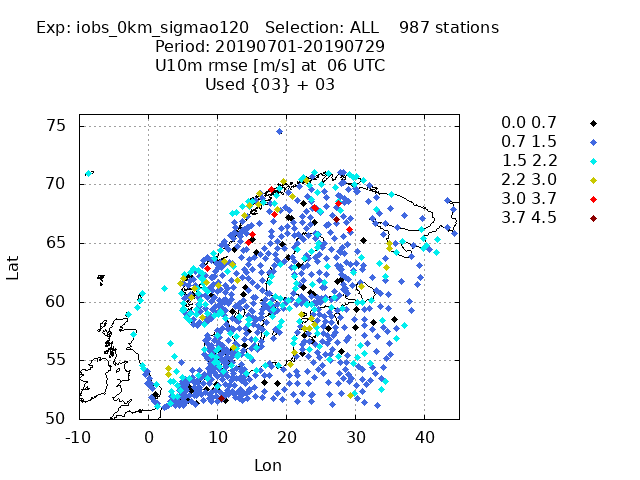 Exp: iobs_0km_sigmao120   Selection: ALL    987 stations
Period: 20190701-20190729
U10m rmse [m/s] at  06 UTC
Used {03} + 03
0.0 0.7
0.7 1.5
1.5 2.2
2.2 3.0
3.0 3.7
3.7 4.5
75
70
65
60
55
50
Lat
-10 0 10 20 30 40
Lon